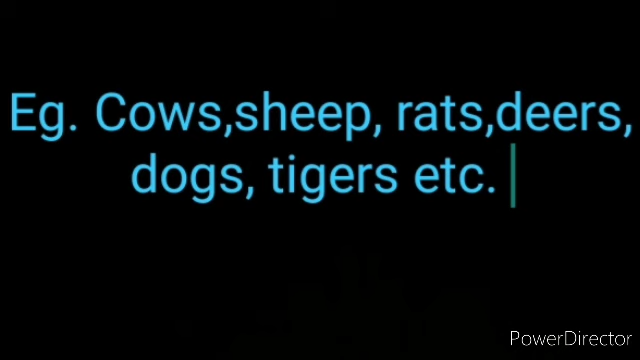 Eg. Cows,sheep, rats,deers,
dogs, tigers etc.
PowerDirector